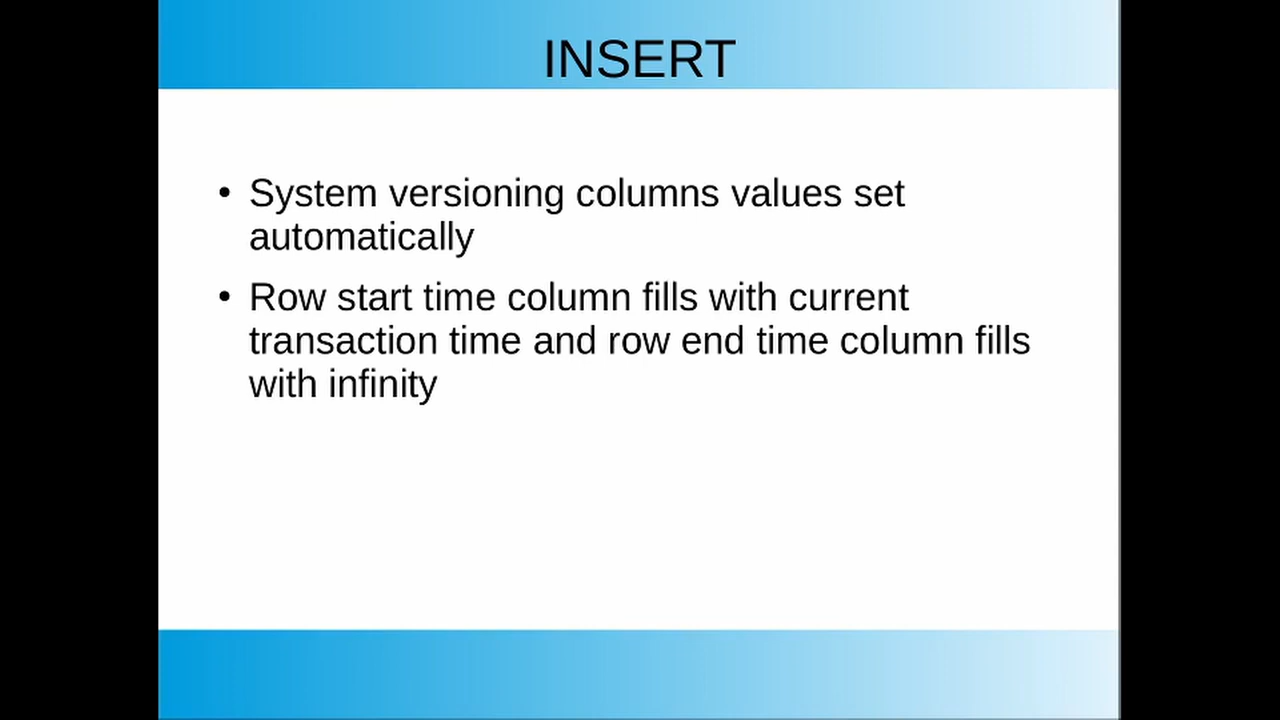 INSERT
• System versioning columns values set
automatically
• Row start time column fills with current
transaction time and row end time column fills
with infinity